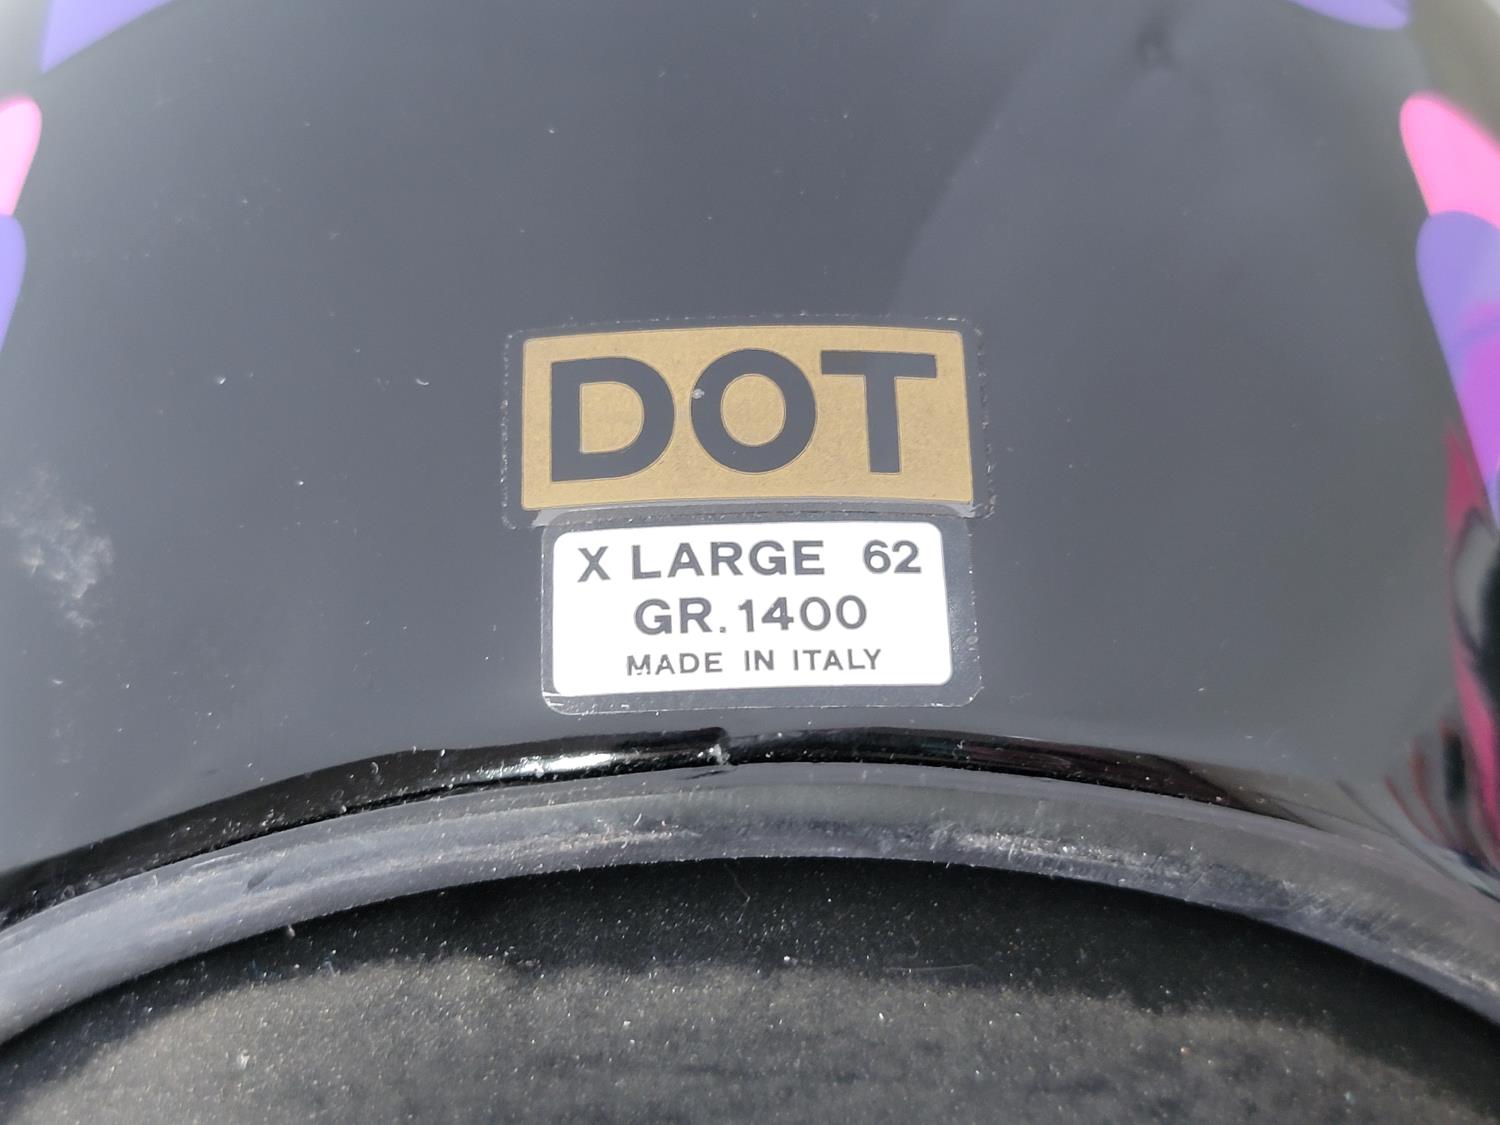 DOT
X LARGE 62
GR. 1400
MADE IN ITALY